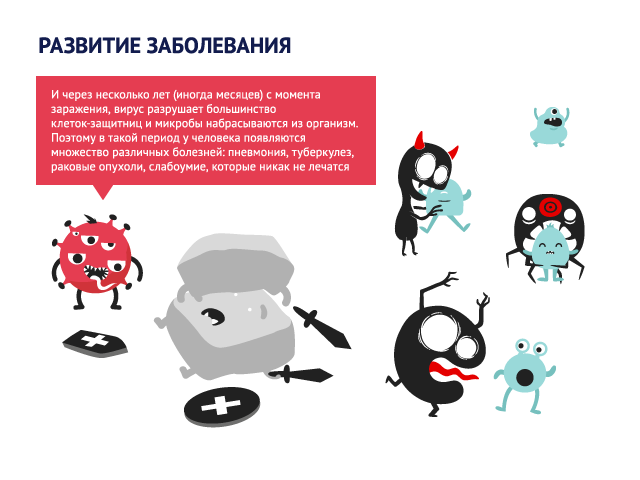 РАЗВИТИЕ ЗАБОЛЕВАНИЯ
И через несколько лет (иногда месяцев) с момента
заражения, вирус разрушает большинство
клеток-защитниц и микробы набрасываются из организм.
Поэтому в такой период у человека появляются
множество различных болезней: пневмония, туберкулез,
раковые опухоли, слабоумие, которые никак не лечатся